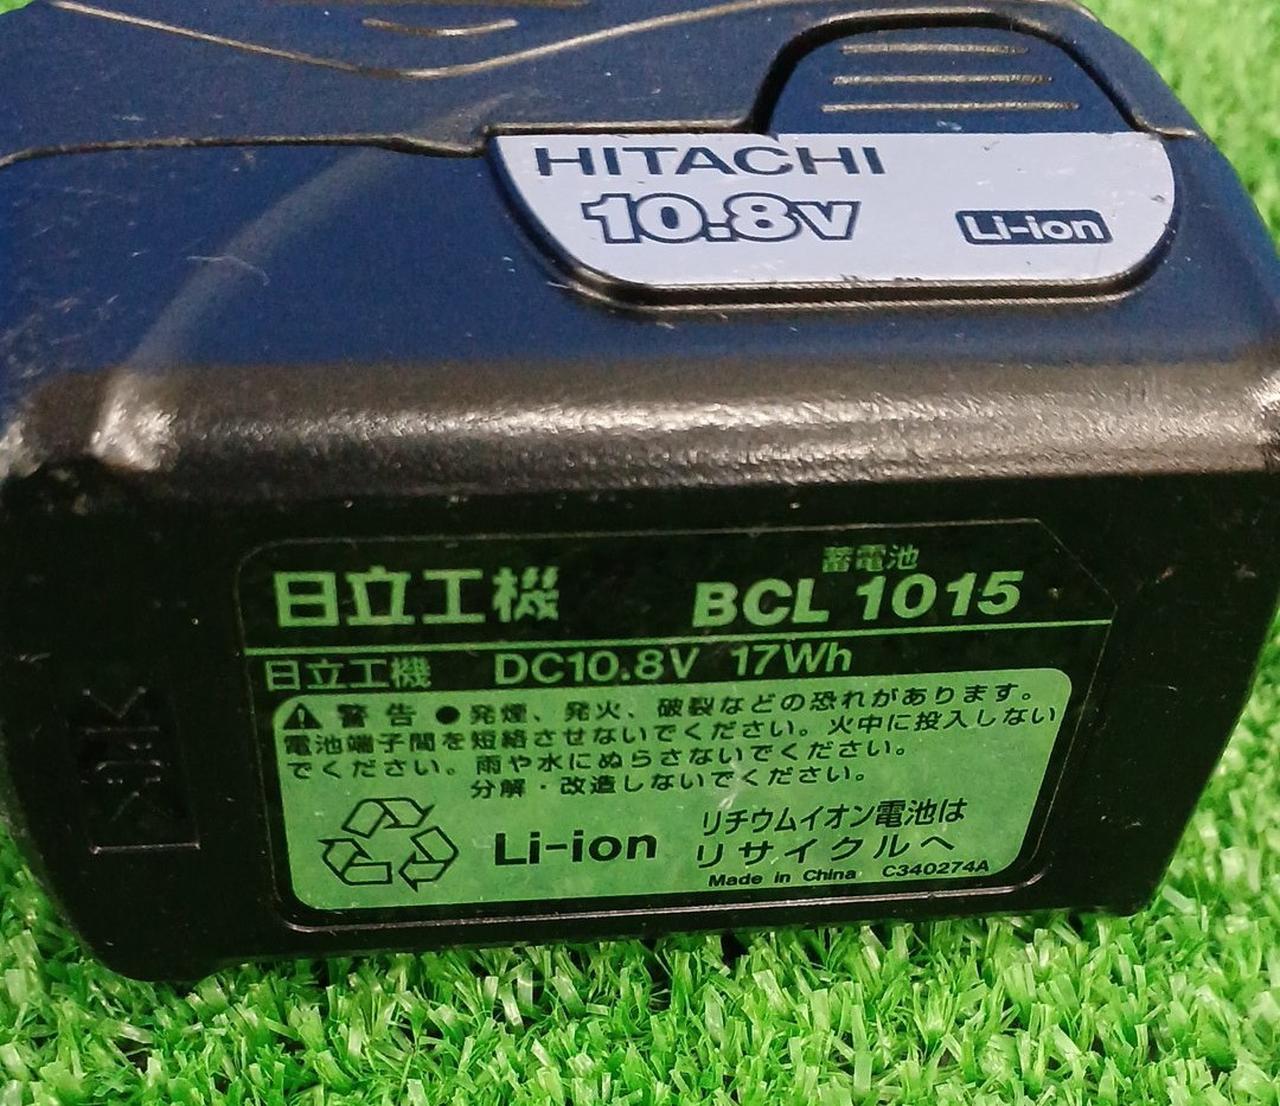 HITACHI
10.8V
Li-ion
蓄電池
日立工機 BCL 1015
日立工機 DC10.8V 17Wh
警告 ●発煙、発火、破裂などの恐れがあります。
電池端子間を短絡させないでください。火中に投入しない
でください。雨や水にぬらさないでください。
分解・改造しないでください。
Li-ion
リチウムイオン電池は
リサイクルへ
Made in China C340274A